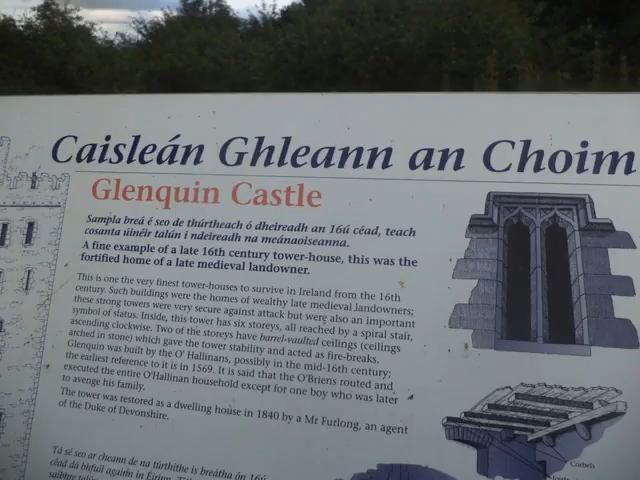 Caisleán Ghleann an Choim
Glenquin Castle
Sampla breá é seo de thúrtheach ó dheireadh an 16ú céad, teach
cosanta úinéir talún i ndeireadh na meánaoiseanna.
A fine example of a late 16th century tower-house, this was the
fortified home of a late medieval landowner.
This is one the very finest tower-houses to survive in Ireland from the 16th
century. Such buildings were the homes of wealthy late medieval landowners;
these strong towers were very secure against attack but were also an important
symbol of status. Inside, this tower has six storeys, all reached by a spiral stair,
ascending clockwise. Two of the storeys have barrel-vaulted ceilings (ceilings
arched in stone) which gave the tower stability and acted as fire-breaks.
Glenquin was built by the O' Hallinans, possibly in the mid-16th century;
the earliest reference to it is in 1569. It is said that the O'Briens routed and
executed the entire O'Hallinan household except for one boy who was later
to avenge his family.
The tower was restored as a dwelling house in 1840 by a Mr Furlong, an agent
of the Duke of Devonshire.
Corbels
Tá sé seo ar cheann de na túrthithe is breátha ón 16ú
céad dá bhfuil againn in Éirinn.